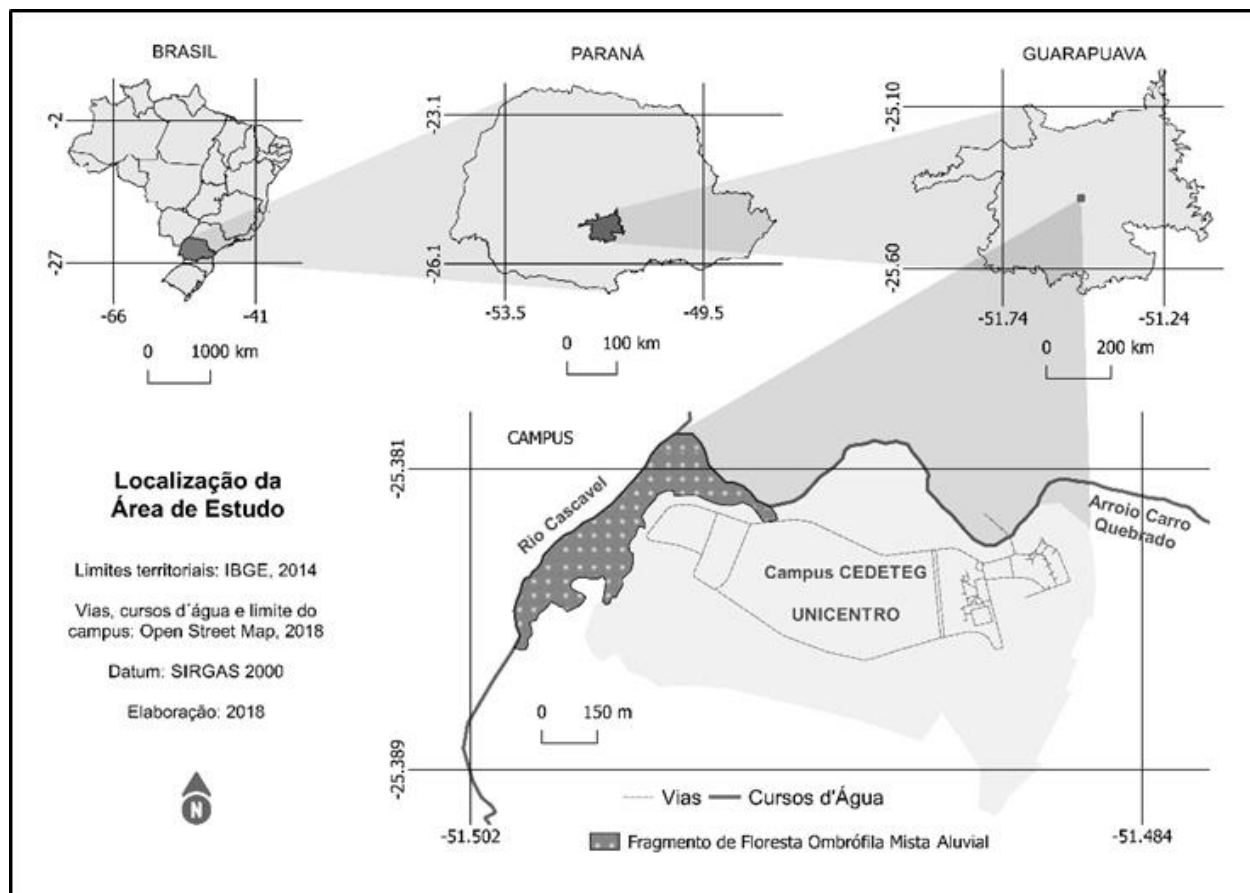 BRASIL
-2
-27
-66
-41
0 1000 km
PARANÁ
-23.1
-26.1
-53.5
-49.5
0 100 km
GUARAPUAVA
-25.10
-25.60
-51.74
-51.24
0 200 km
Localização da
Área de Estudo
Limites territoriais: IBGE, 2014
Vias, cursos d´água e limite do
campus: Open Street Map, 2018
Datum: SIRGAS 2000
Elaboração: 2018
N
CAMPUS
-25.381
-25.389
Rio Cascavel
Arroio Carro
Quebrado
Campus CEDETEG
UNICENTRO
0 150 m
Vias
Cursos d'Água
-51.502
-51.484
Fragmento de Floresta Ombrófila Mista Aluvial